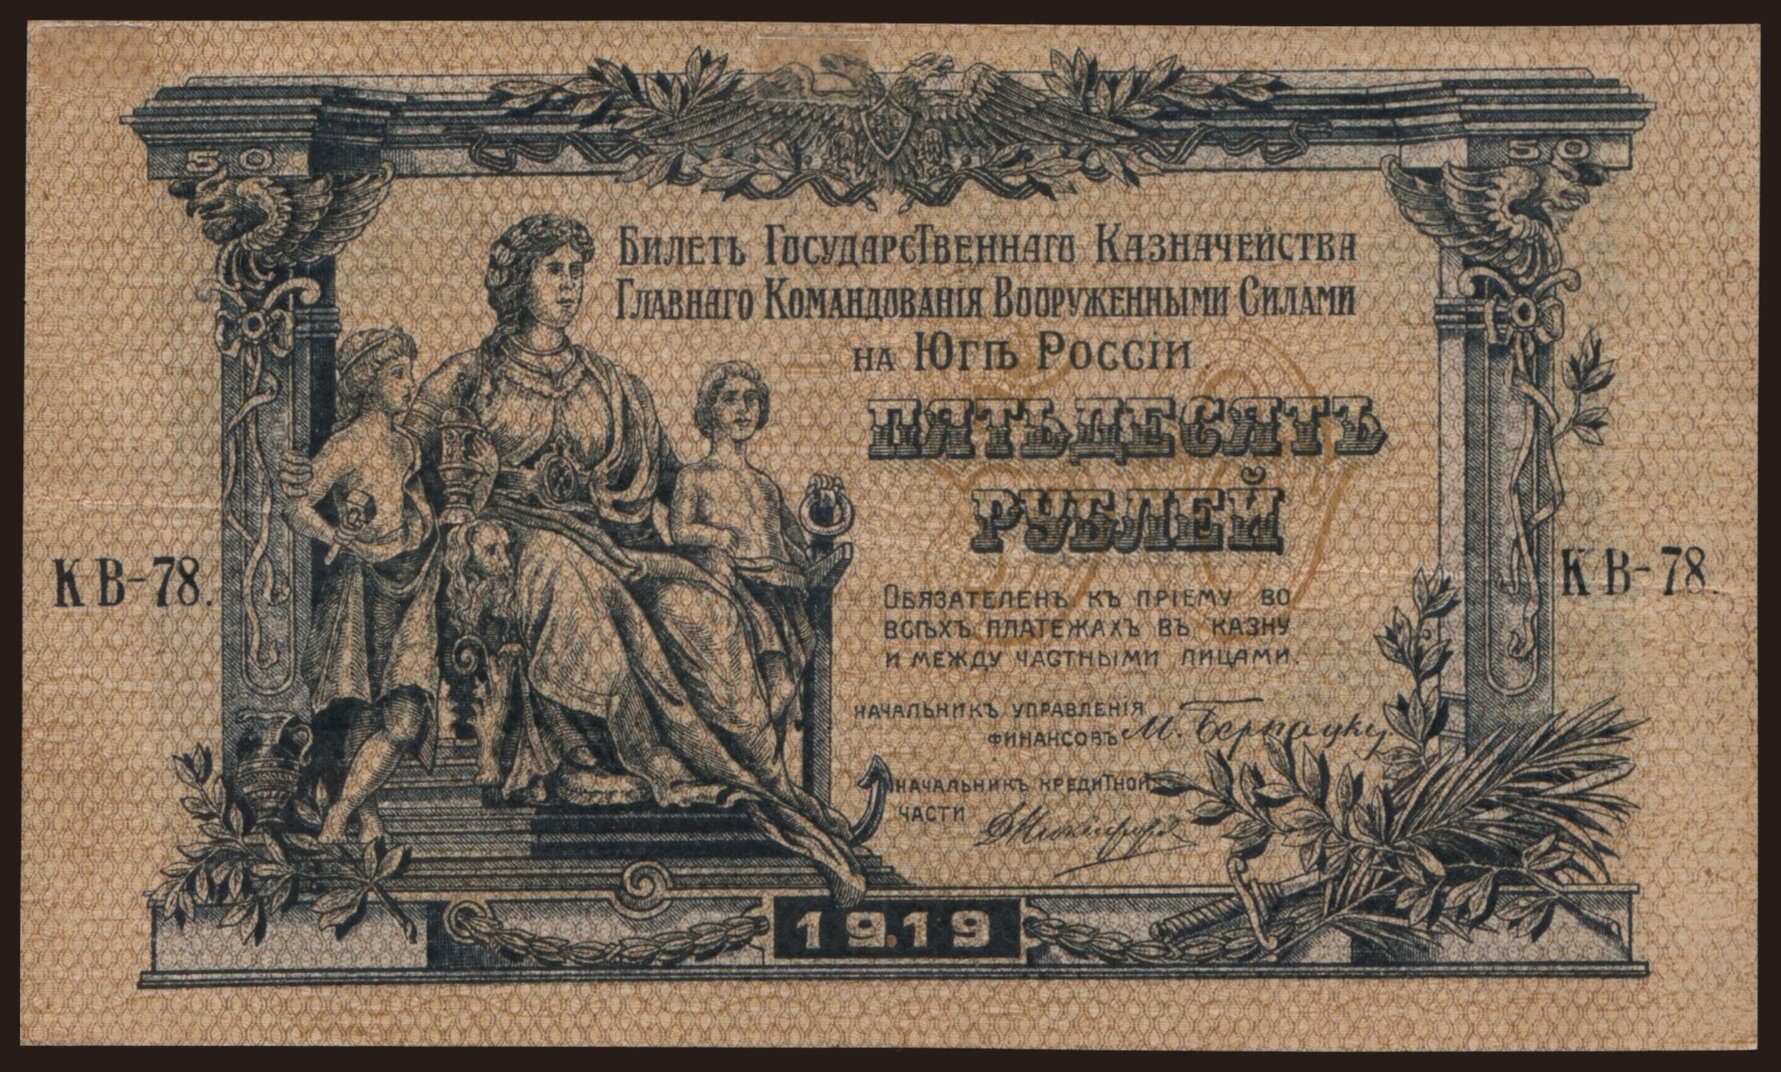 50
50
Билетъ Государственнаго Казначейства
Главнаго Командованія Вооруженными Силами
на Югѣ Россіи.
ПЯТЬДЕСЯТЪ
РУБЛЕЙ
КВ-78.
КВ-78.
Обязателенъ къ пріему во
всѣхъ платежахъ въ казну
и между частными лицами.
Начальникъ управленія
финансовъ М. Бернацкiй
Начальникъ кредитной
части
1919